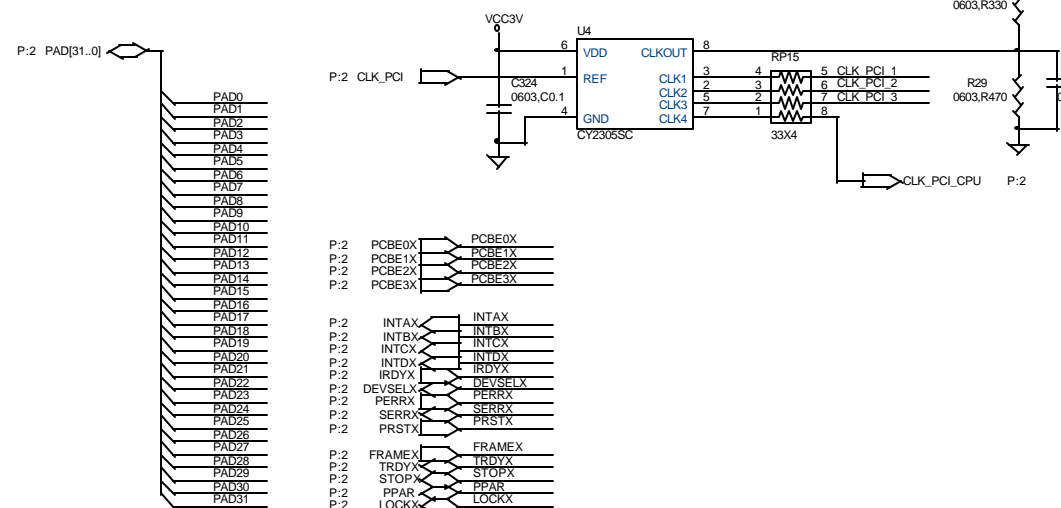 0603,R330
VCC3V
P:2 PAD[31..0]
U4
6 VDD CLKOUT 8
RP15
P:2 CLK_PCI
1 REF CLK1 3 4 5 CLK_PCI_1
C324
0603,C0.1
CLK2 2 3 6 CLK_PCI_2
CLK3 5 2 7 CLK_PCI_3
4 GND CLK4 7 1 8
R29
0603,R470
CY2305SC
33X4
CLK_PCI_CPU P:2
PAD0
PAD1
PAD2
PAD3
PAD4
PAD5
PAD6
PAD7
PAD8
PAD9
PAD10
PAD11
PAD12
PAD13
PAD14
PAD15
PAD16
PAD17
PAD18
PAD19
PAD20
PAD21
PAD22
PAD23
PAD24
PAD25
PAD26
PAD27
PAD28
PAD29
PAD30
PAD31
P:2 PCBE0X PCBE0X
P:2 PCBE1X PCBE1X
P:2 PCBE2X PCBE2X
P:2 PCBE3X PCBE3X
P:2 INTAX INTAX
P:2 INTBX INTBX
P:2 INTCX INTCX
P:2 INTDX INTDX
P:2 IRDYX IRDYX
P:2 DEVSELX DEVSELX
P:2 PERRX PERRX
P:2 SERRX SERRX
P:2 PRSTX PRSTX
P:2 FRAMEX FRAMEX
P:2 TRDYX TRDYX
P:2 STOPX STOPX
P:2 PPAR PPAR
P:2 LOCKX LOCKX